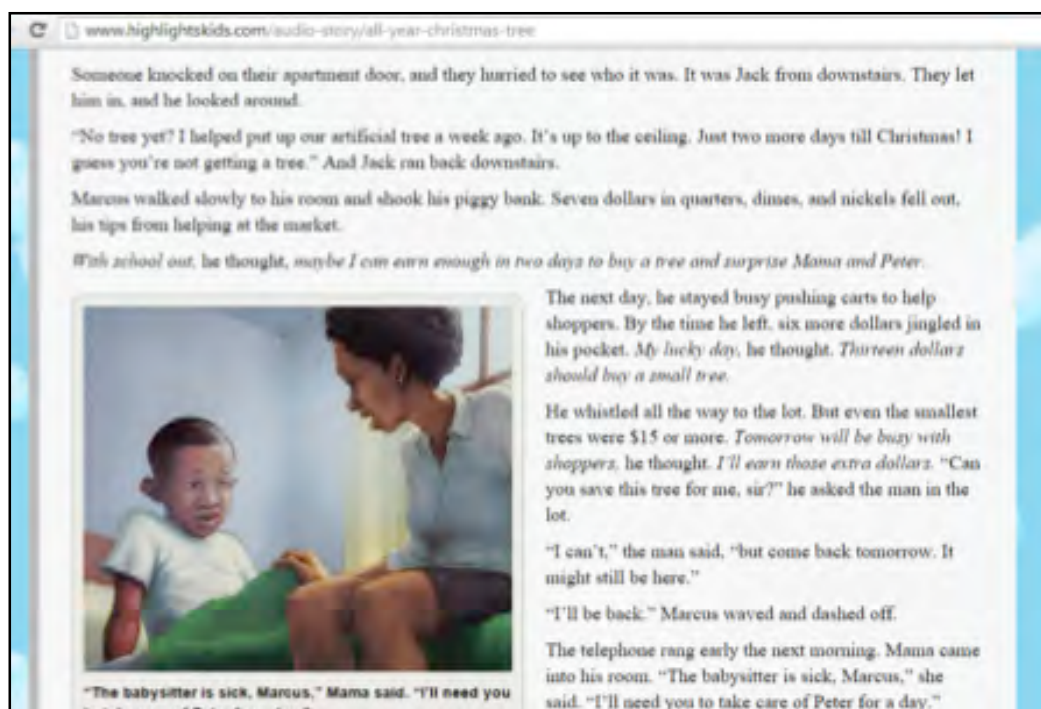 www.highlightskids.com/audio-story/all-year-christmas-tree
Someone knocked on their apartment door, and they hurried to see who it was. It was Jack from downstairs. They let
him in, and he looked around.
“No tree yet? I helped put up our artificial tree a week ago. It’s up to the ceiling. Just two more days till Christmas! I
guess you’re not getting a tree.” And Jack ran back downstairs.
Marcus walked slowly to his room and shook his piggy bank. Seven dollars in quarters, dimes, and nickels fell out,
his tips from helping at the market.
With school out, he thought, maybe I can earn enough in two days to buy a tree and surprise Mama and Peter.
The next day, he stayed busy pushing carts to help
shoppers. By the time he left, six more dollars jingled in
his pocket. My lucky day, he thought. Thirteen dollars
should buy a small tree.
He whistled all the way to the lot. But even the smallest
trees were $15 or more. Tomorrow will be busy with
shoppers, he thought. I’ll earn those extra dollars. “Can
you save this tree for me, sir?” he asked the man in the
lot.
“I can’t,” the man said, “but come back tomorrow. It
might still be here.”
“I’ll be back.” Marcus waved and dashed off.
The telephone rang early the next morning. Mama came
into his room. “The babysitter is sick, Marcus,” she
said. “I’ll need you to take care of Peter for a day.”
"The babysitter is sick, Marcus," Mama said. "I'll need you